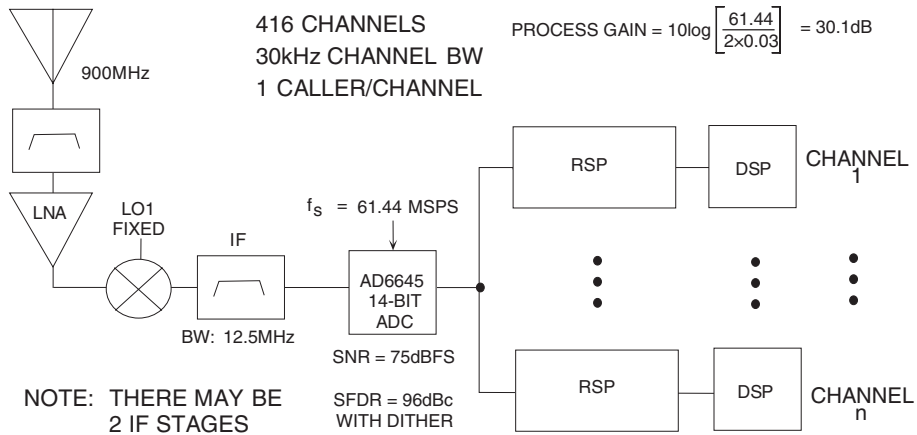 416 CHANNELS
30kHz CHANNEL BW
1 CALLER/CHANNEL
PROCESS GAIN = 10log [61.44 / 2×0.03] = 30.1dB
900MHz
LNA
LO1
FIXED
IF
BW: 12.5MHz
fs = 61.44 MSPS
AD6645
14-BIT
ADC
SNR = 75dBFS
SFDR = 96dBc
WITH DITHER
RSP
DSP
CHANNEL
1
RSP
DSP
CHANNEL
n
NOTE: THERE MAY BE
2 IF STAGES